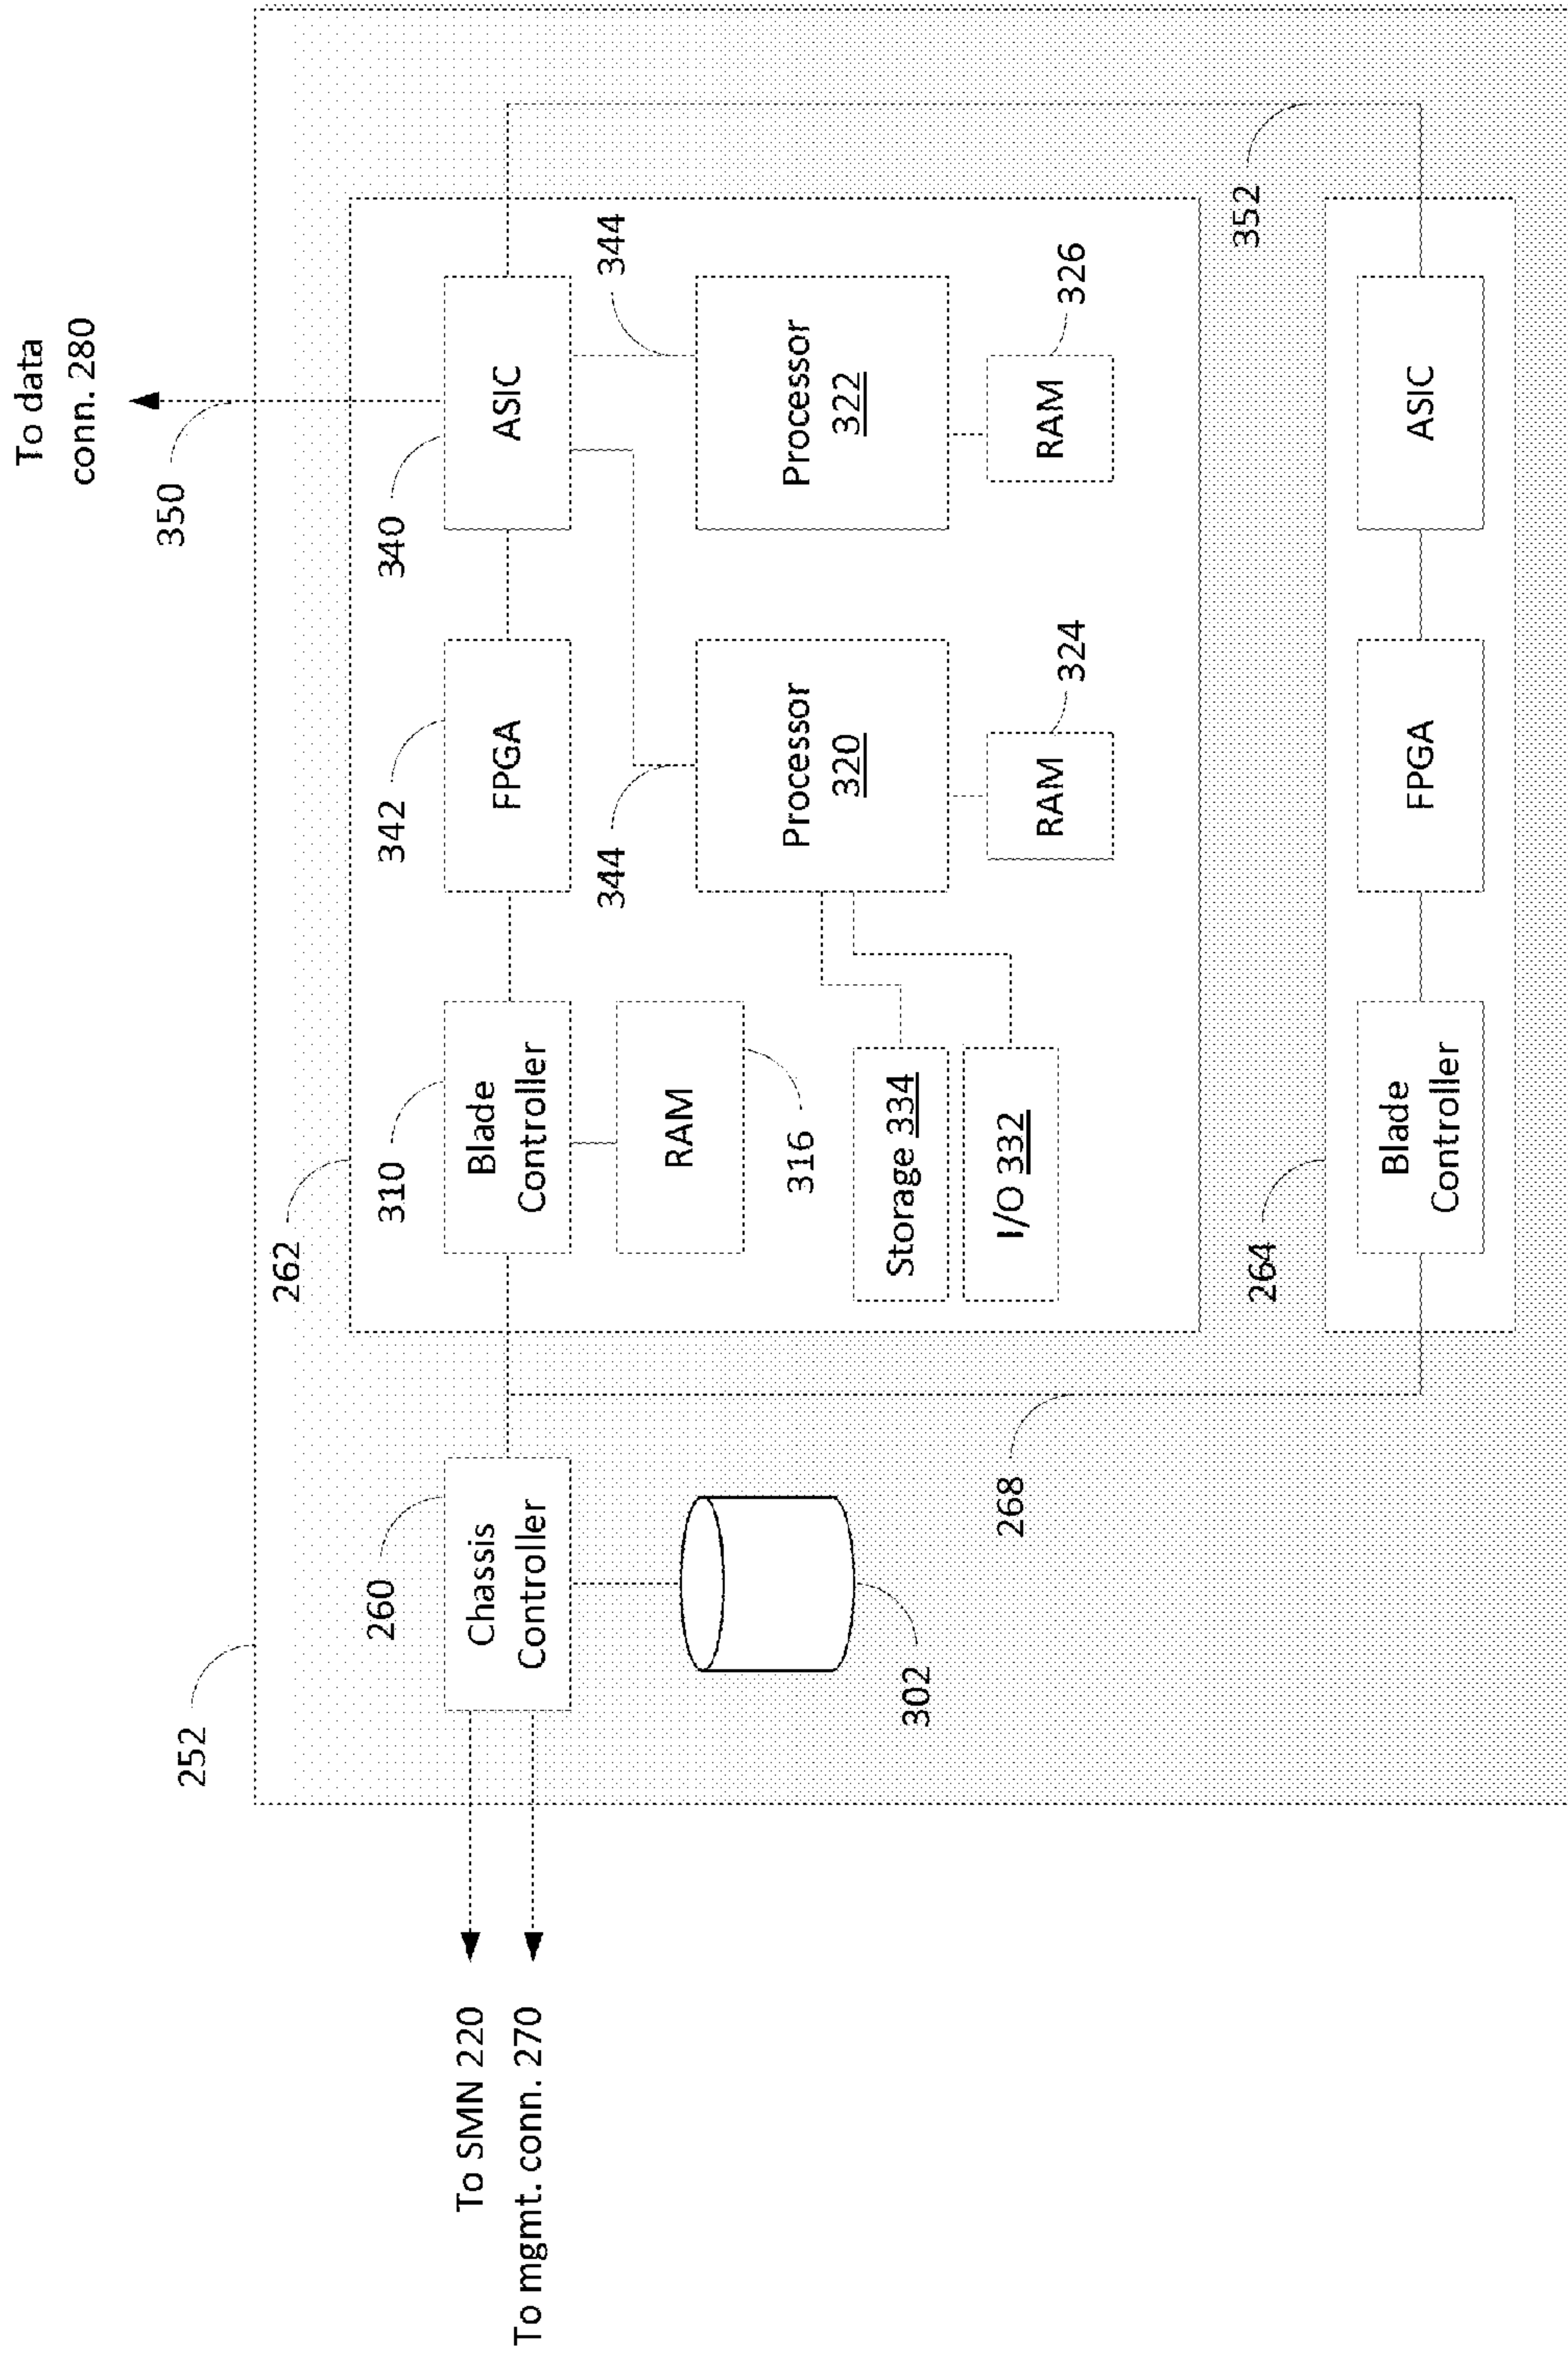 To data
conn. 280
350
252
262
260
310
342
340
Chassis
Controller
Blade
Controller
FPGA
ASIC
To SMN 220
To mgmt. conn. 270
RAM
344
344
316
Processor
320
Processor
322
302
Storage 334
I/O 332
RAM
324
RAM
326
268
264
352
Blade
Controller
FPGA
ASIC